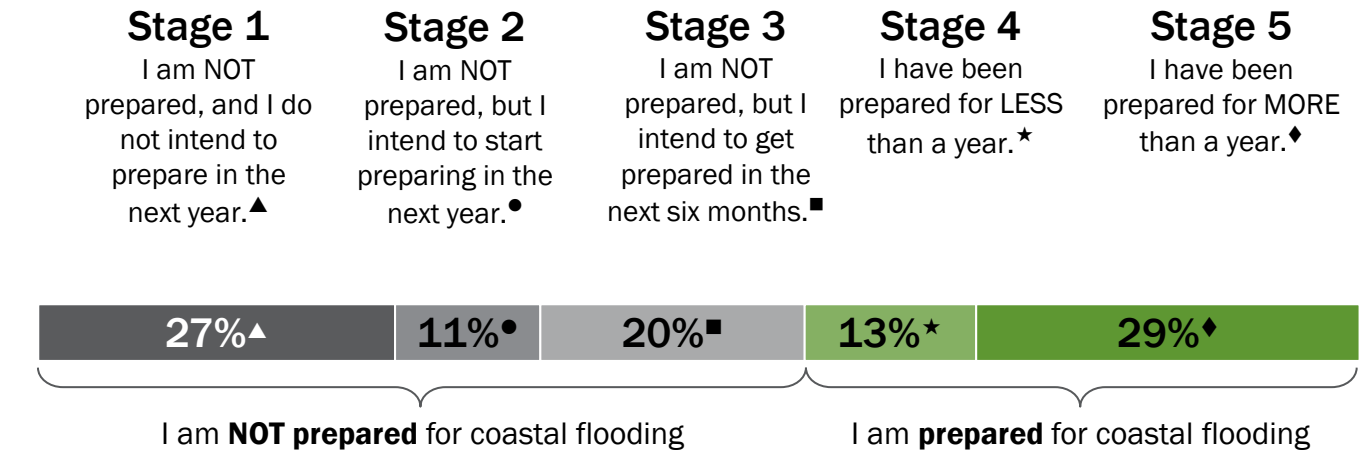 Stage 1
I am NOT
prepared, and I do
not intend to
prepare in the
next year.▲
Stage 2
I am NOT
prepared, but I
intend to start
preparing in the
next year.●
Stage 3
I am NOT
prepared, but I
intend to get
prepared in the
next six months.■
Stage 4
I have been
prepared for LESS
than a year.★
Stage 5
I have been
prepared for MORE
than a year.♦
27%▲
11%●
20%■
13%★
29%♦
I am NOT prepared for coastal flooding
I am prepared for coastal flooding